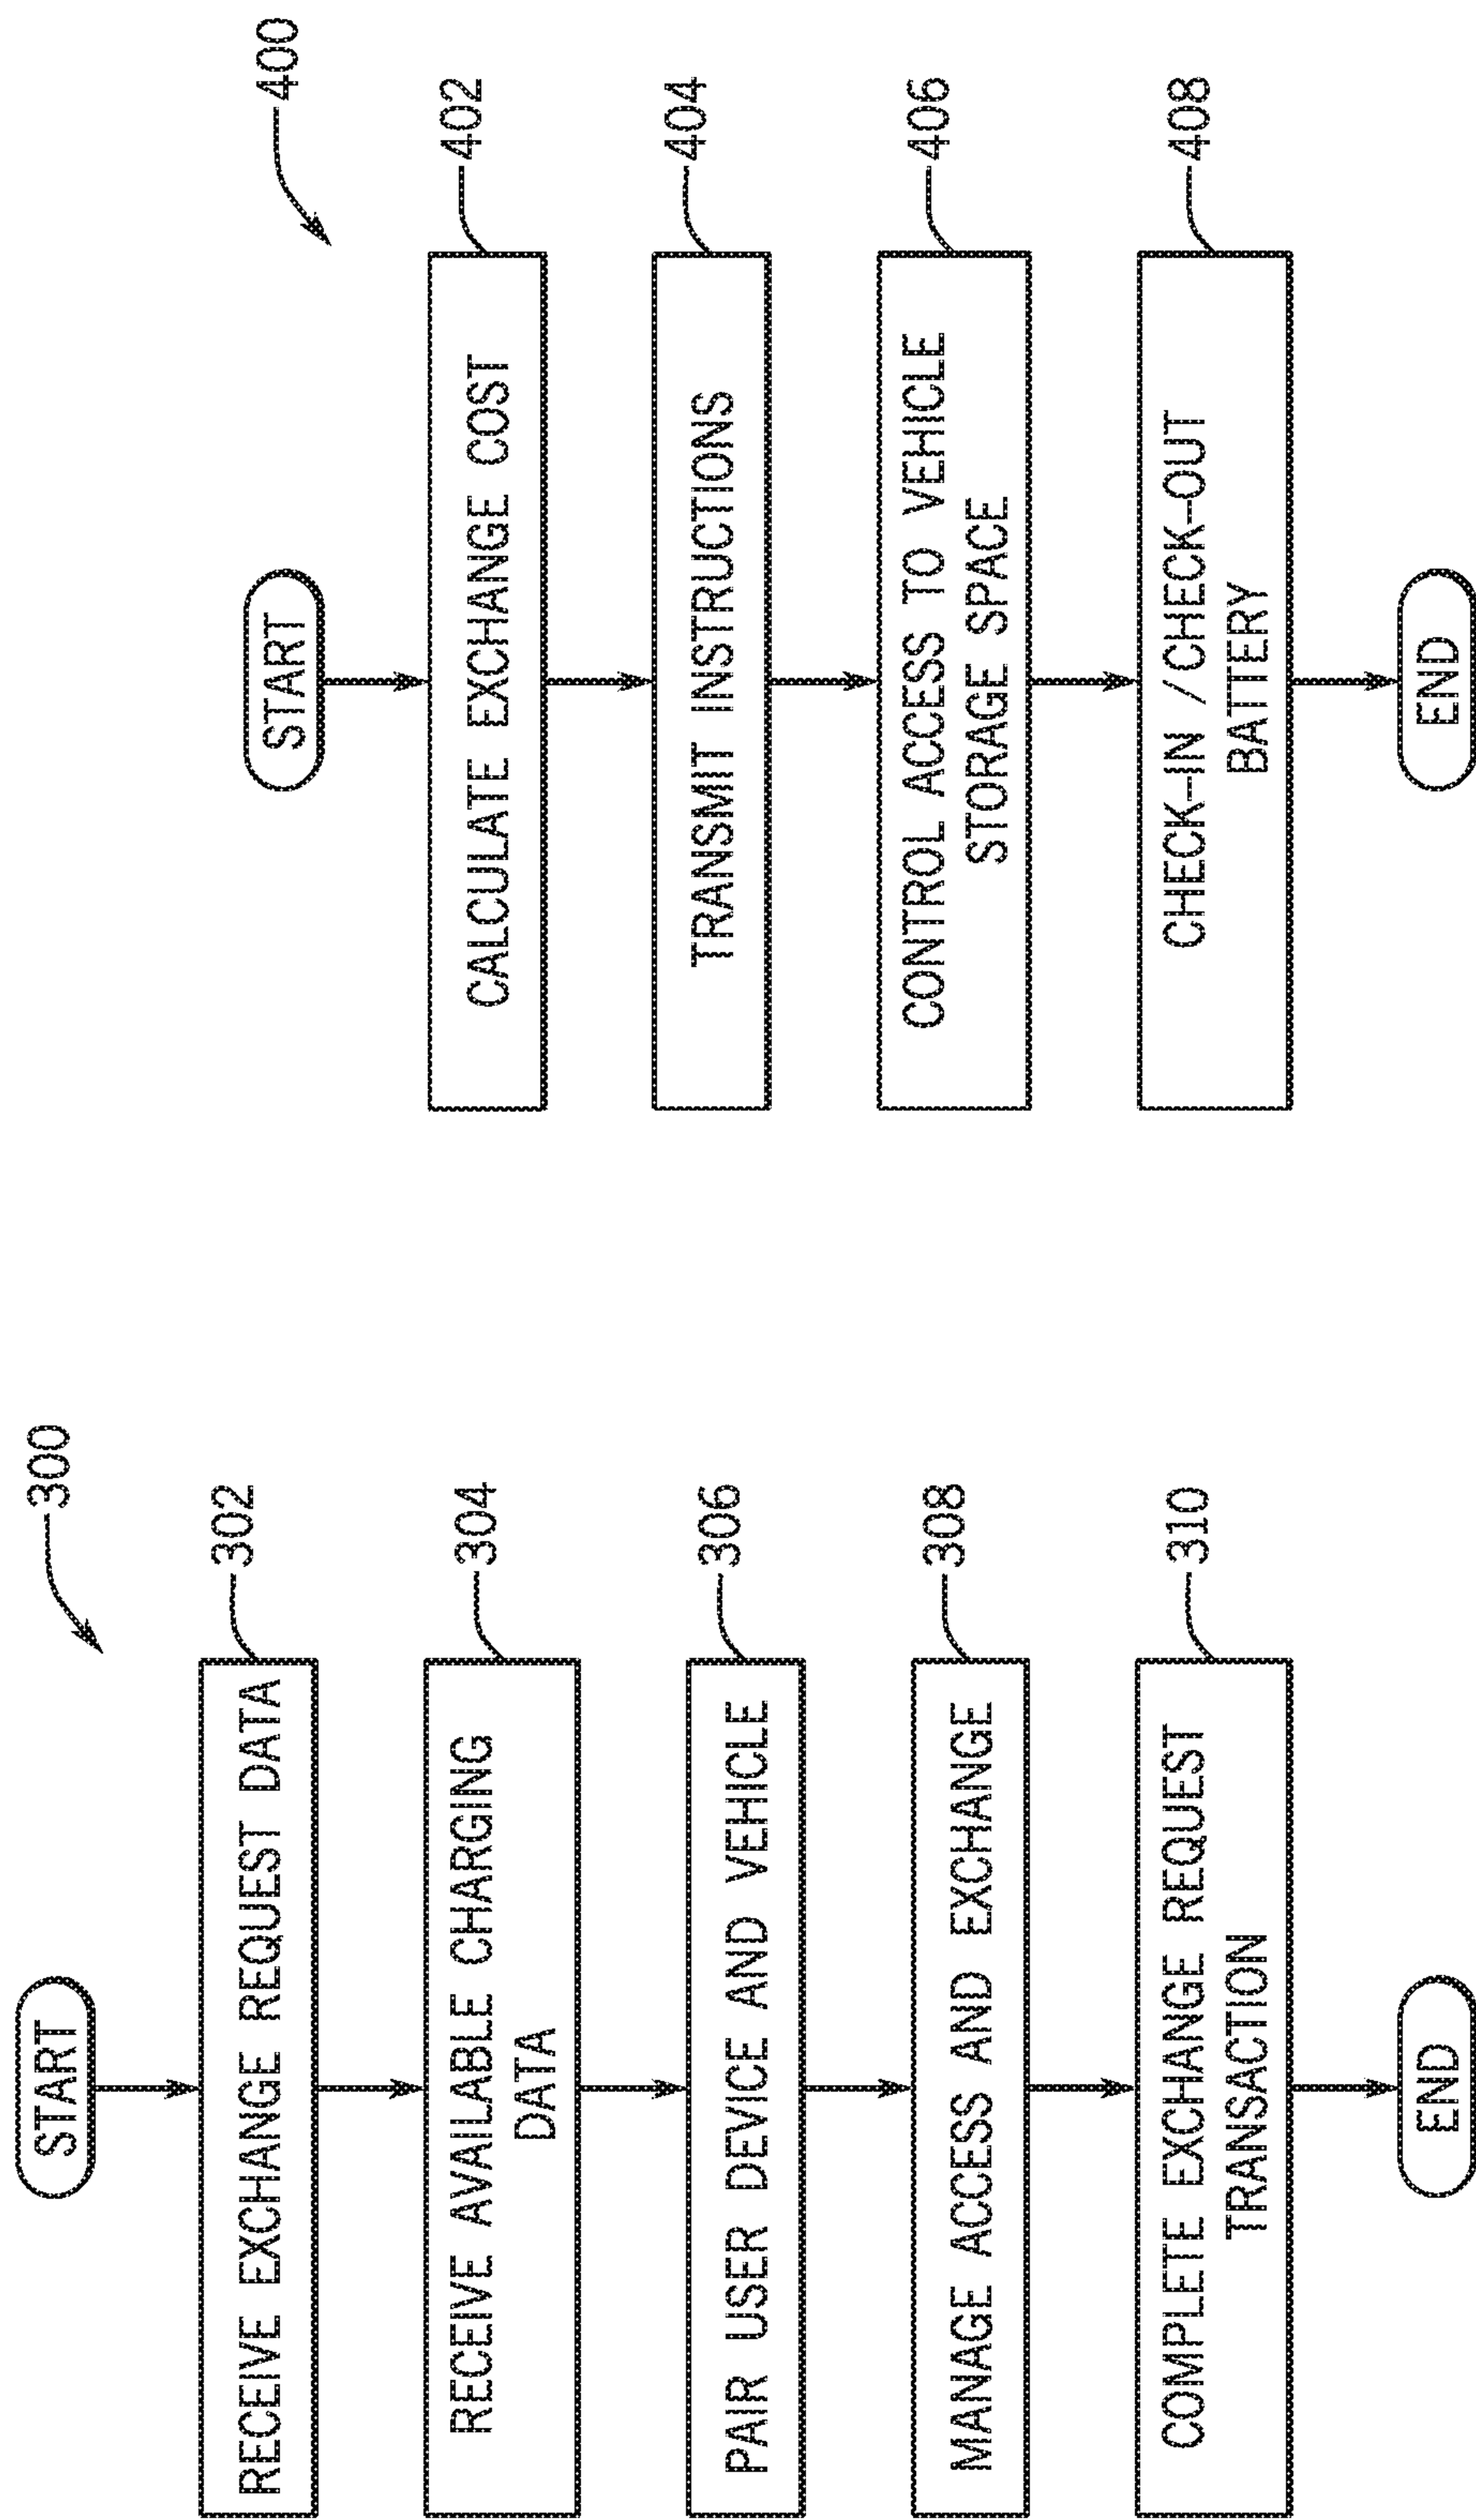 300
START
RECEIVE EXCHANGE REQUEST DATA
302
RECEIVE AVAILABLE CHARGING
DATA
304
PAIR USER DEVICE AND VEHICLE
306
MANAGE ACCESS AND EXCHANGE
308
COMPLETE EXCHANGE REQUEST
TRANSACTION
310
END
400
START
CALCULATE EXCHANGE COST
402
TRANSMIT INSTRUCTIONS
404
CONTROL ACCESS TO VEHICLE
STORAGE SPACE
406
CHECK-IN /CHECK-OUT
BATTERY
408
END